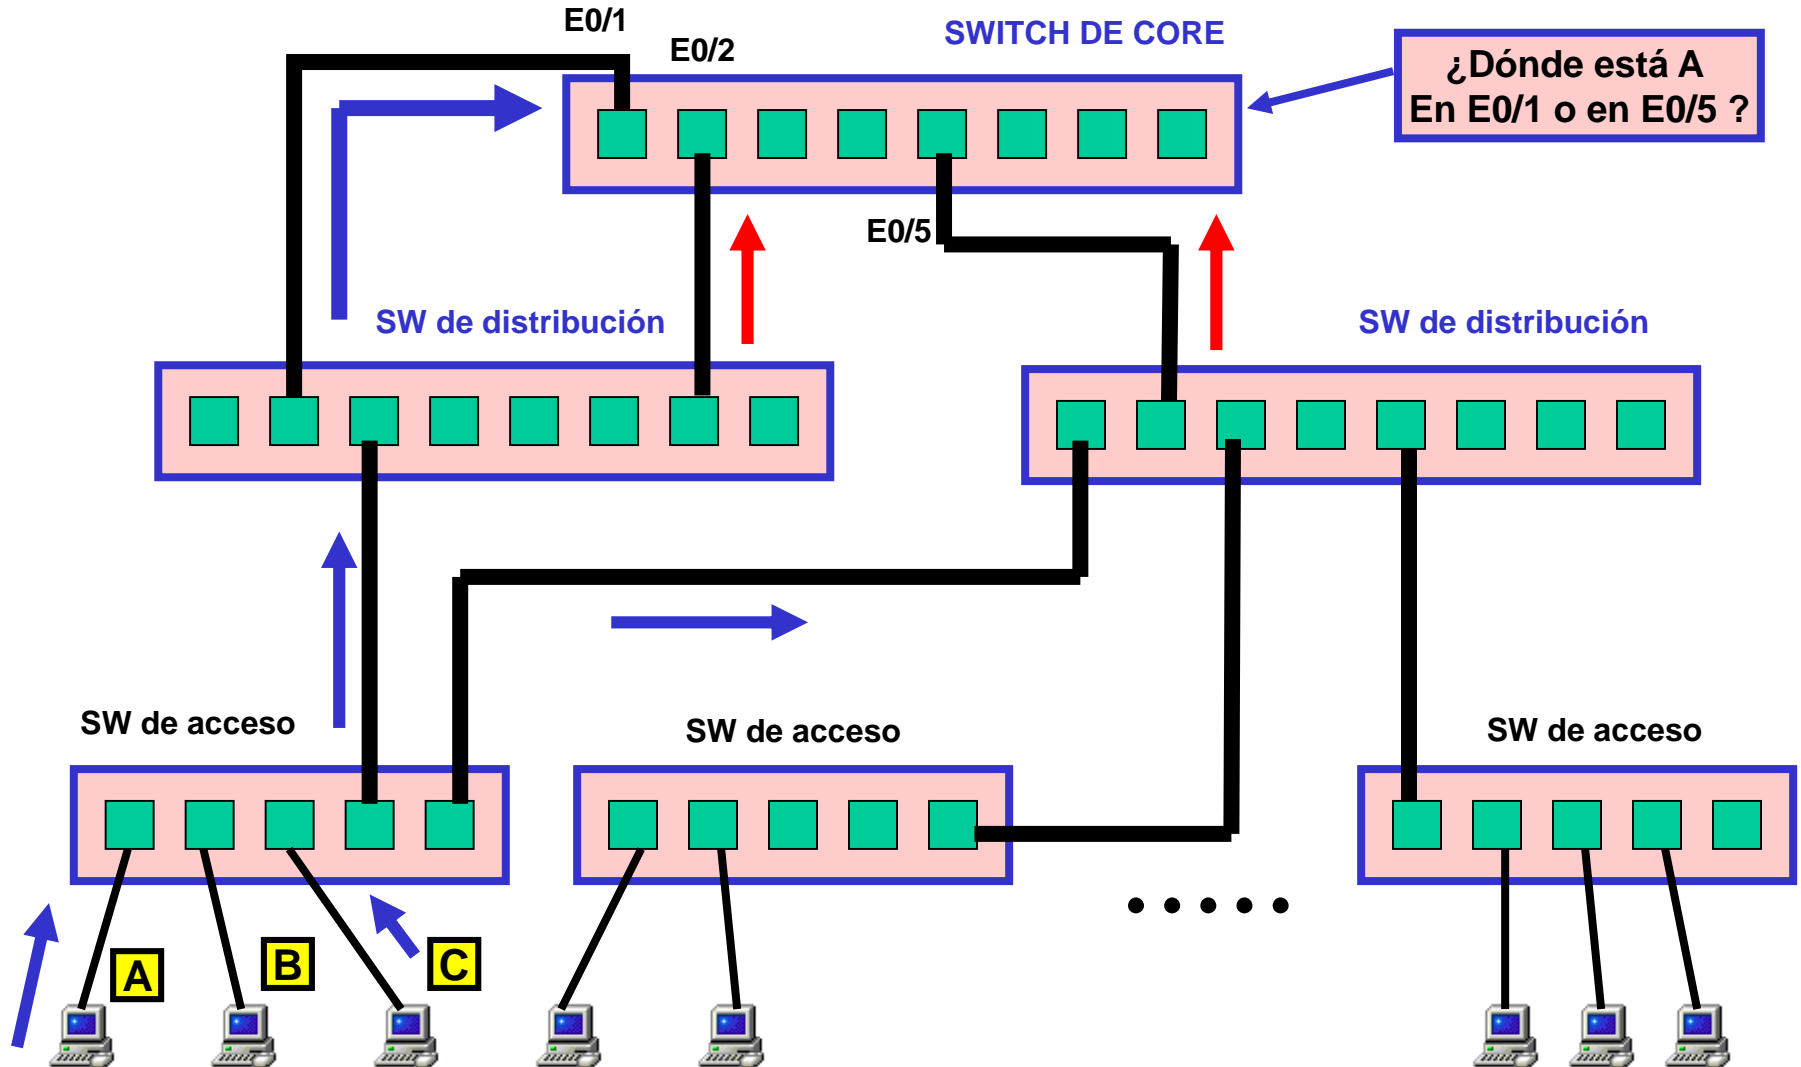 E0/1
E0/2
SWITCH DE CORE
¿Dónde está A
En E0/1 o en E0/5 ?
E0/5
SW de distribución
SW de distribución
SW de acceso
SW de acceso
SW de acceso
A
B
C